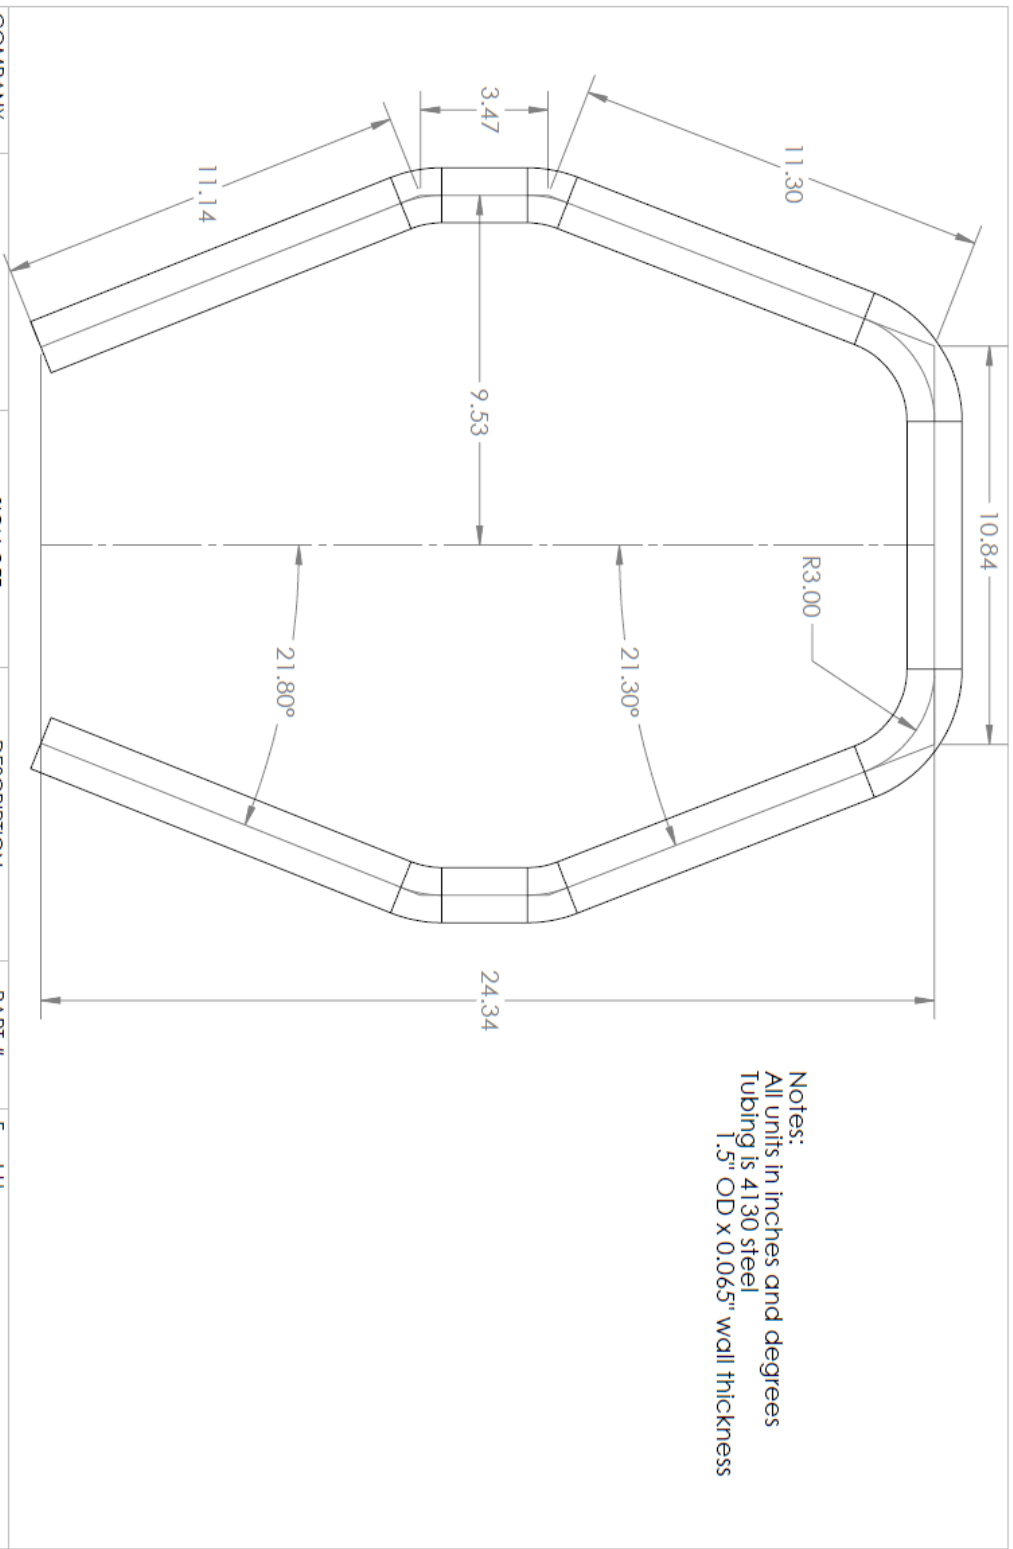 11.30
3.47
11.14
9.53
10.84
R3.00
21.30°
21.80°
24.34
Notes:
All units in inches and degrees
Tubing is 4130 steel
1.5" OD x 0.065" wall thickness